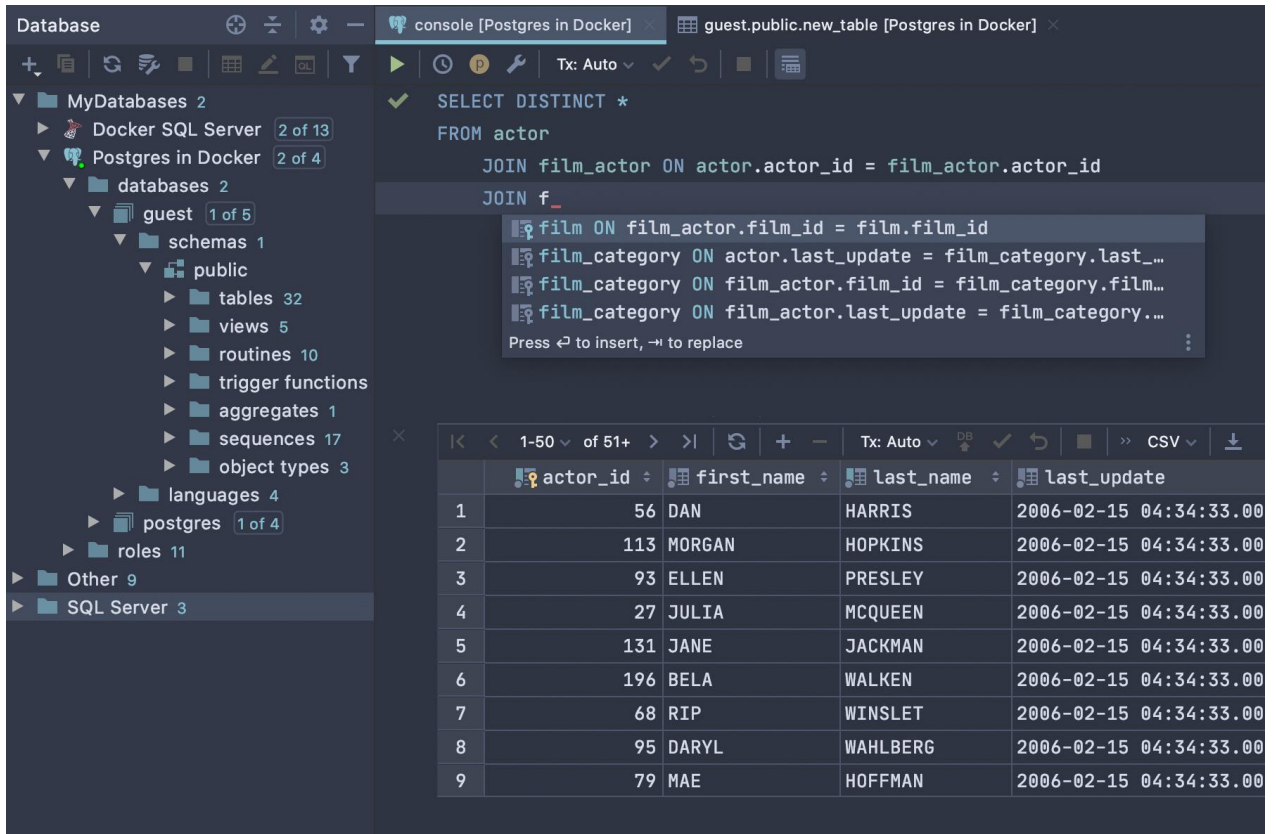 Database
console [Postgres in Docker]
guest.public.new_table [Postgres in Docker]
Tx: Auto
MyDatabases 2
Docker SQL Server 2 of 13
Postgres in Docker 2 of 4
databases 2
guest 1 of 5
schemas 1
public
tables 32
views 5
routines 10
trigger functions
aggregates 1
sequences 17
object types 3
languages 4
postgres 1 of 4
roles 11
Other 9
SQL Server 3
SELECT DISTINCT *
FROM actor
JOIN film_actor ON actor.actor_id = film_actor.actor_id
JOIN f_
film ON film_actor.film_id = film.film_id
film_category ON actor.last_update = film_category.last_…
film_category ON film_actor.film_id = film_category.film…
film_category ON film_actor.last_update = film_category.…
Press ↵ to insert, ⇥ to replace
1-50 of 51+ Tx: Auto DB CSV
actor_id first_name last_name last_update
1 56 DAN HARRIS 2006-02-15 04:34:33.00
2 113 MORGAN HOPKINS 2006-02-15 04:34:33.00
3 93 ELLEN PRESLEY 2006-02-15 04:34:33.00
4 27 JULIA MCQUEEN 2006-02-15 04:34:33.00
5 131 JANE JACKMAN 2006-02-15 04:34:33.00
6 196 BELA WALKEN 2006-02-15 04:34:33.00
7 68 RIP WINSLET 2006-02-15 04:34:33.00
8 95 DARYL WAHLBERG 2006-02-15 04:34:33.00
9 79 MAE HOFFMAN 2006-02-15 04:34:33.00